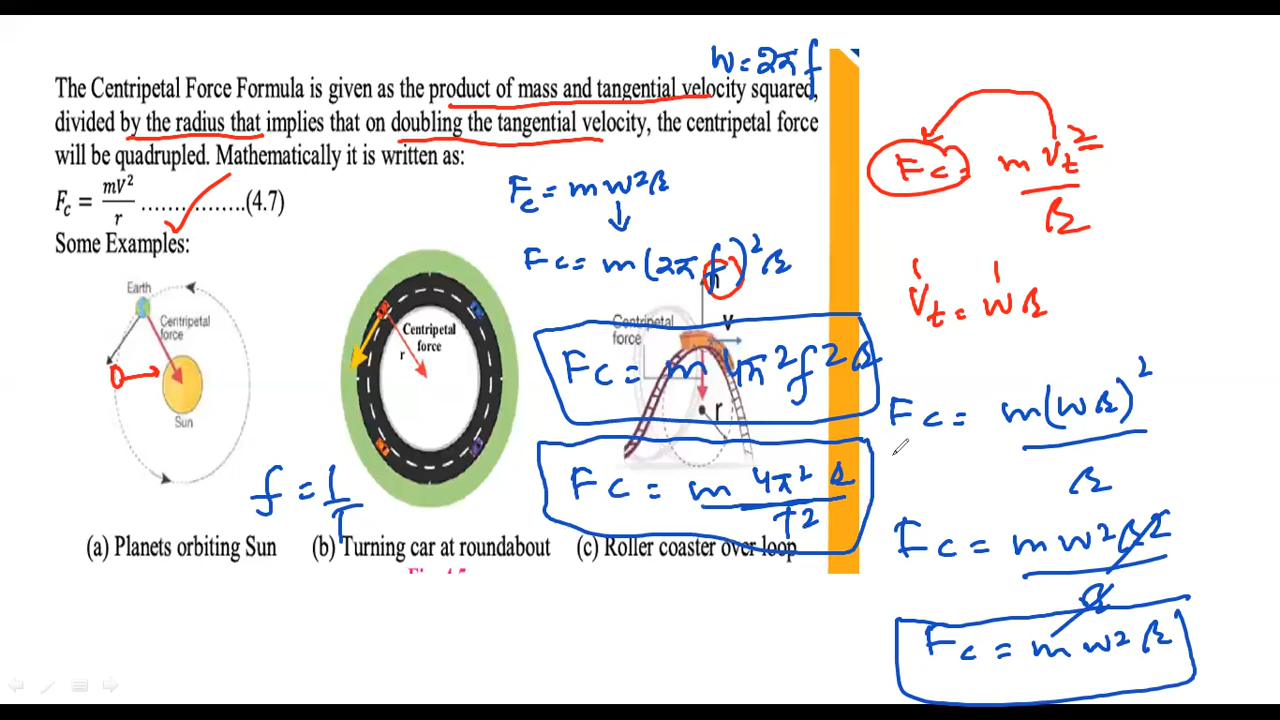 w = 2πf
The Centripetal Force Formula is given as the product of mass and tangential velocity squared,
divided by the radius that implies that on doubling the tangential velocity, the centripetal force
will be quadrupled. Mathematically it is written as:
F_c = mV²/r ……………..(4.7)
Some Examples:
Fc = m Vt²/r
Vt = wr
Fc = m(wr)²/r
Fc = mw²r²/r
Fc = mw²r
Fc = mw²r
Fc = m(2πf)²r
Fc = m4π²f²r
Fc = m 4π²r/T²
f = 1/T
Earth
Centripetal
force
Sun
Centripetal
force
r
Centripetal
force
v
r
(a) Planets orbiting Sun (b) Turning car at roundabout (c) Roller coaster over loop